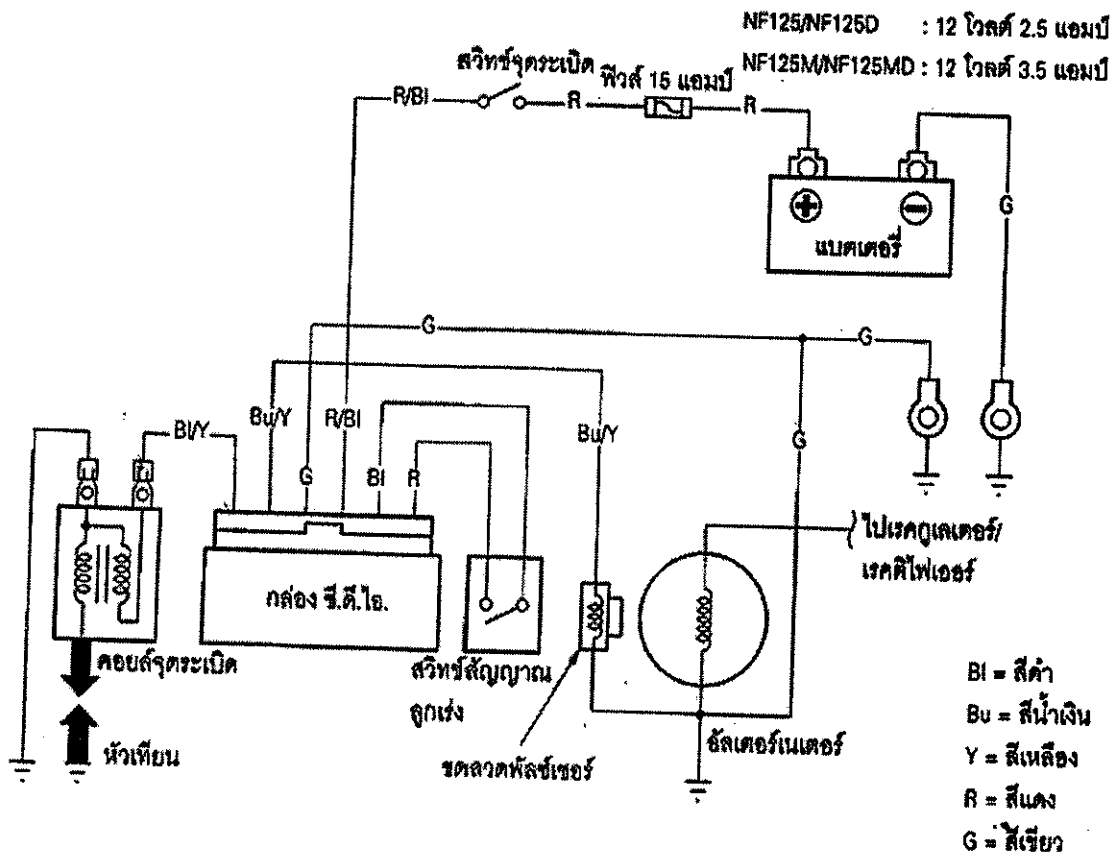 NF125/NF125D : 12 โวลต์ 2.5 แอมป์
NF125M/NF125MD : 12 โวลต์ 3.5 แอมป์
สวิทช์จุดระเบิด
ฟิวส์ 15 แอมป์
R/Bl
R
R
G
แบตเตอรี่
G
G
Bl/Y
Bu/Y
G
R/Bl
Bl
R
Bu/Y
G
กล่อง ซี.ดี.ไอ.
ไปเรคกูเลเตอร์/
เรคติไฟเออร์
คอยล์จุดระเบิด
หัวเทียน
สวิทช์สัญญาณ
ลูกเร่ง
ขดลวดพัลซ์เซอร์
อัลเตอร์เนเตอร์
Bl = สีดำ
Bu = สีน้ำเงิน
Y = สีเหลือง
R = สีแดง
G = สีเขียว